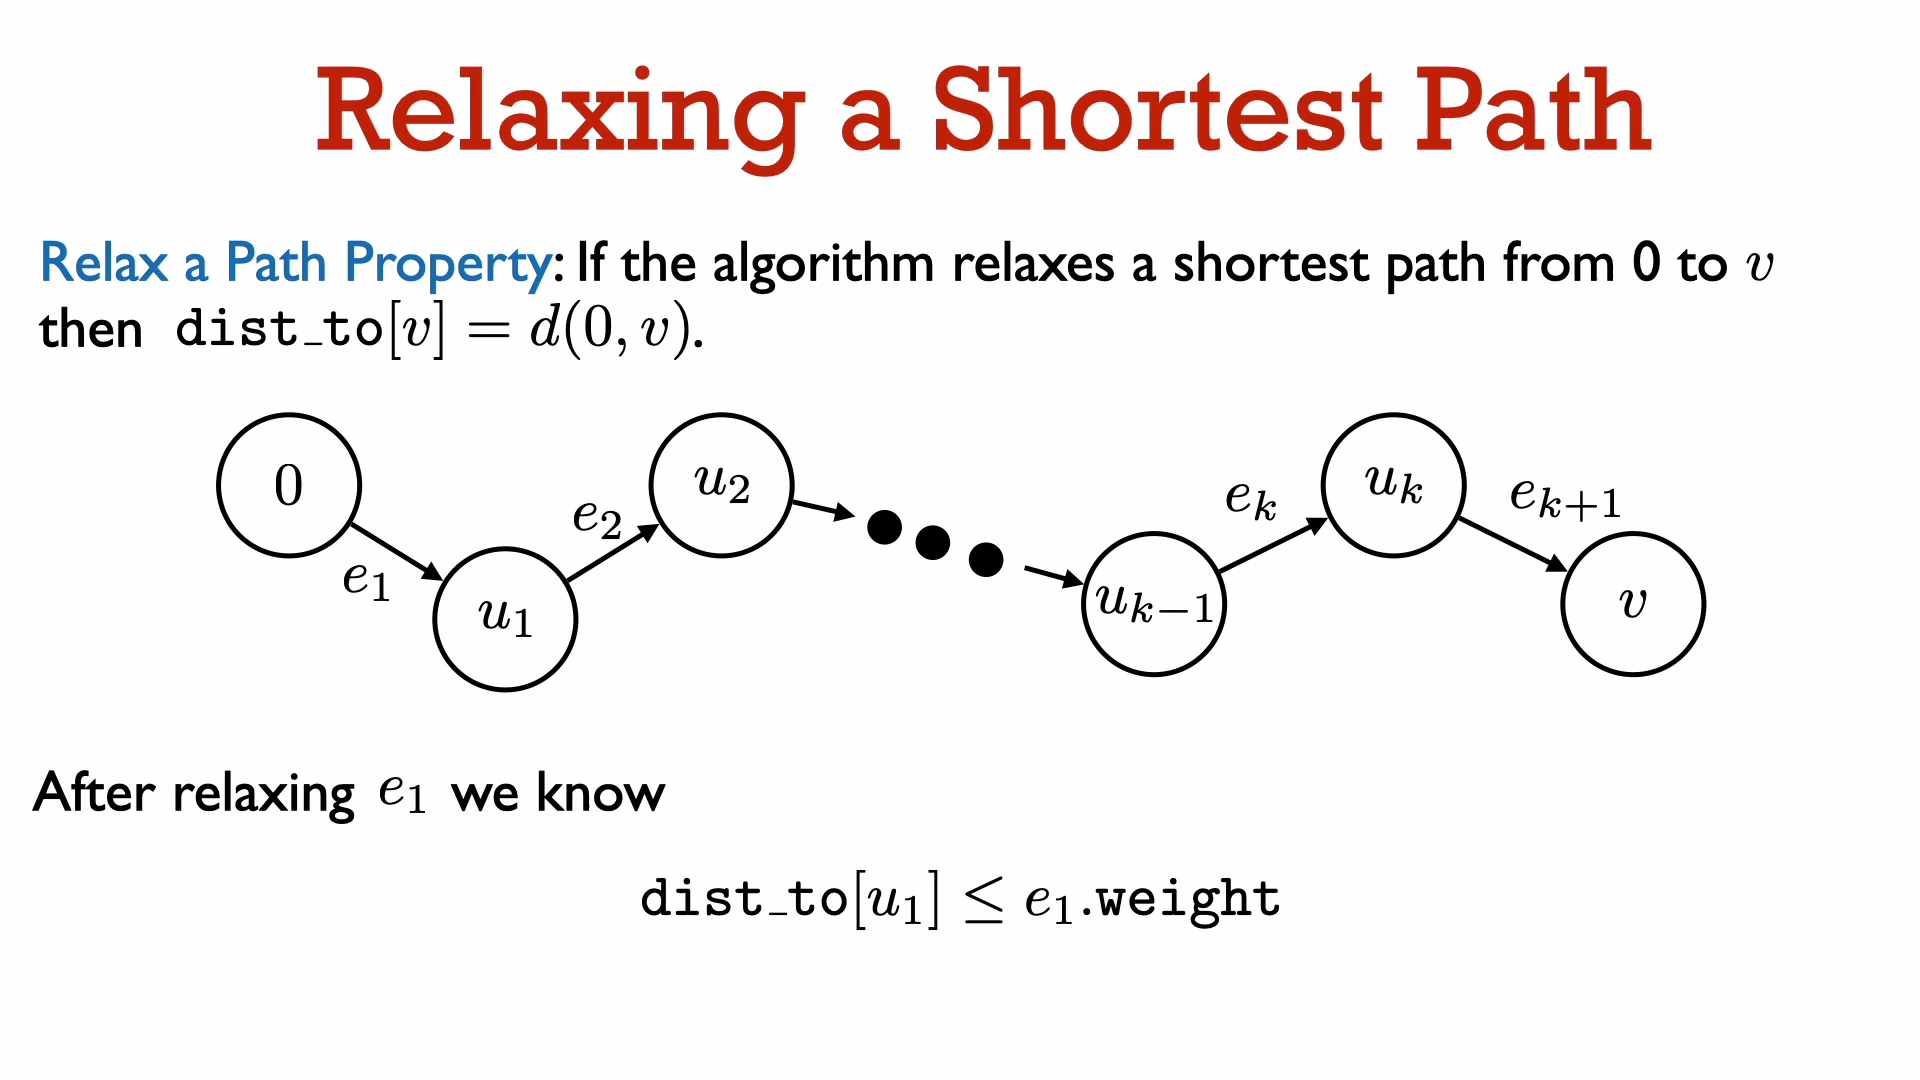 Relaxing a Shortest Path
Relax a Path Property: If the algorithm relaxes a shortest path from 0 to v
then dist_to[v] = d(0, v).
0
e₁
u₁
e₂
u₂
uₖ₋₁
eₖ
uₖ
eₖ₊₁
v
After relaxing e₁ we know
dist_to[u₁] ≤ e₁.weight